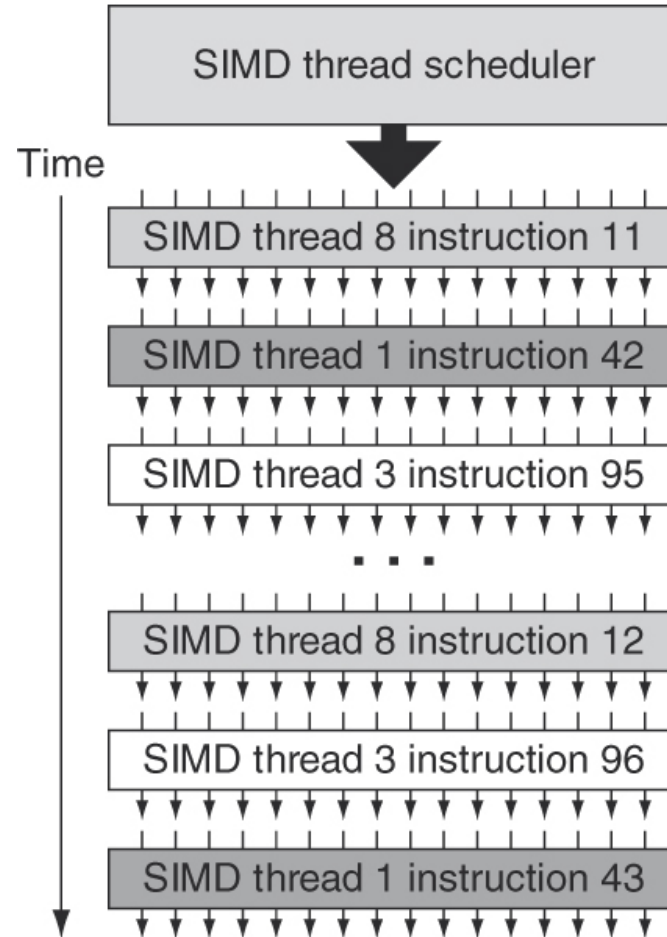 SIMD thread scheduler
Time
SIMD thread 8 instruction 11
SIMD thread 1 instruction 42
SIMD thread 3 instruction 95
. . .
SIMD thread 8 instruction 12
SIMD thread 3 instruction 96
SIMD thread 1 instruction 43